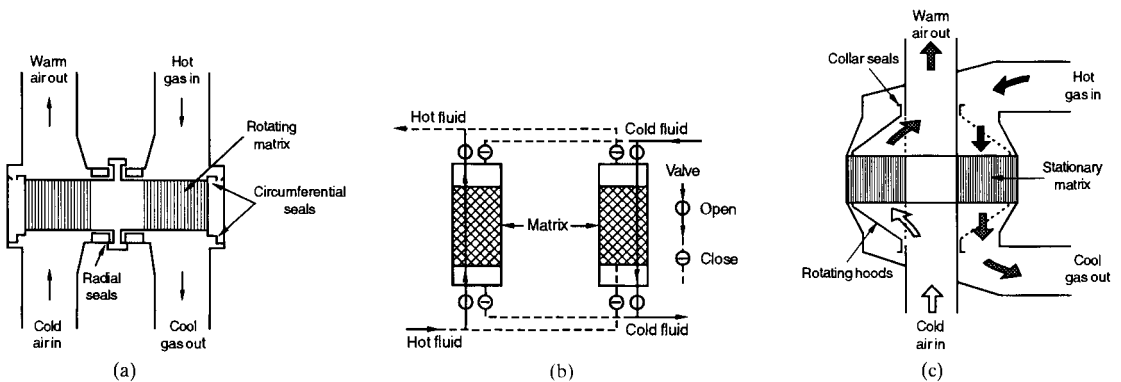 Warm
air out
Hot
gas in
Rotating
matrix
Circumferential
seals
Radial
seals
Cold
air in
Cool
gas out
(a)
Hot fluid
Cold fluid
Valve
Open
Matrix
Close
Hot fluid
Cold fluid
(b)
Warm
air out
Collar seals
Hot
gas in
Stationary
matrix
Rotating hoods
Cool
gas out
Cold
air in
(c)